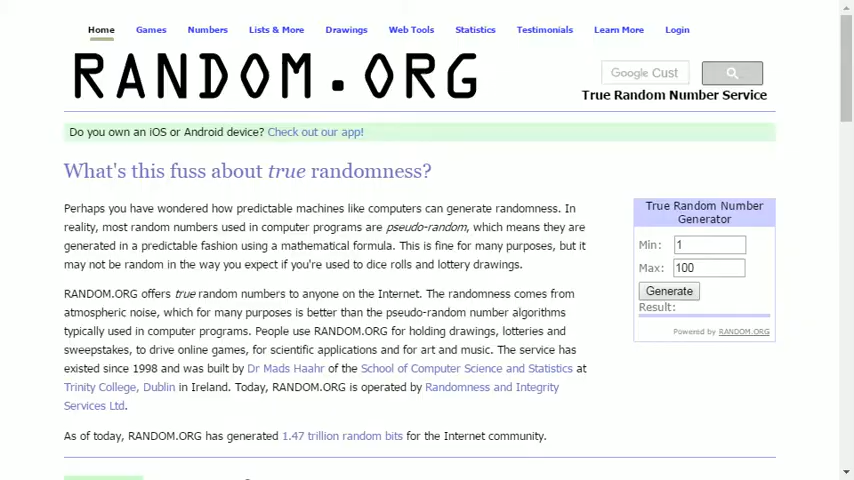 Home Games Numbers Lists & More Drawings Web Tools Statistics Testimonials Learn More Login
RANDOM.ORG
Google Cust
True Random Number Service
Do you own an iOS or Android device? Check out our app!
What's this fuss about true randomness?
Perhaps you have wondered how predictable machines like computers can generate randomness. In
reality, most random numbers used in computer programs are pseudo-random, which means they are
generated in a predictable fashion using a mathematical formula. This is fine for many purposes, but it
may not be random in the way you expect if you're used to dice rolls and lottery drawings.
RANDOM.ORG offers true random numbers to anyone on the Internet. The randomness comes from
atmospheric noise, which for many purposes is better than the pseudo-random number algorithms
typically used in computer programs. People use RANDOM.ORG for holding drawings, lotteries and
sweepstakes, to drive online games, for scientific applications and for art and music. The service has
existed since 1998 and was built by Dr Mads Haahr of the School of Computer Science and Statistics at
Trinity College, Dublin in Ireland. Today, RANDOM.ORG is operated by Randomness and Integrity
Services Ltd.
As of today, RANDOM.ORG has generated 1.47 trillion random bits for the Internet community.
True Random Number
Generator
Min: 1
Max: 100
Generate
Result:
Powered by RANDOM.ORG